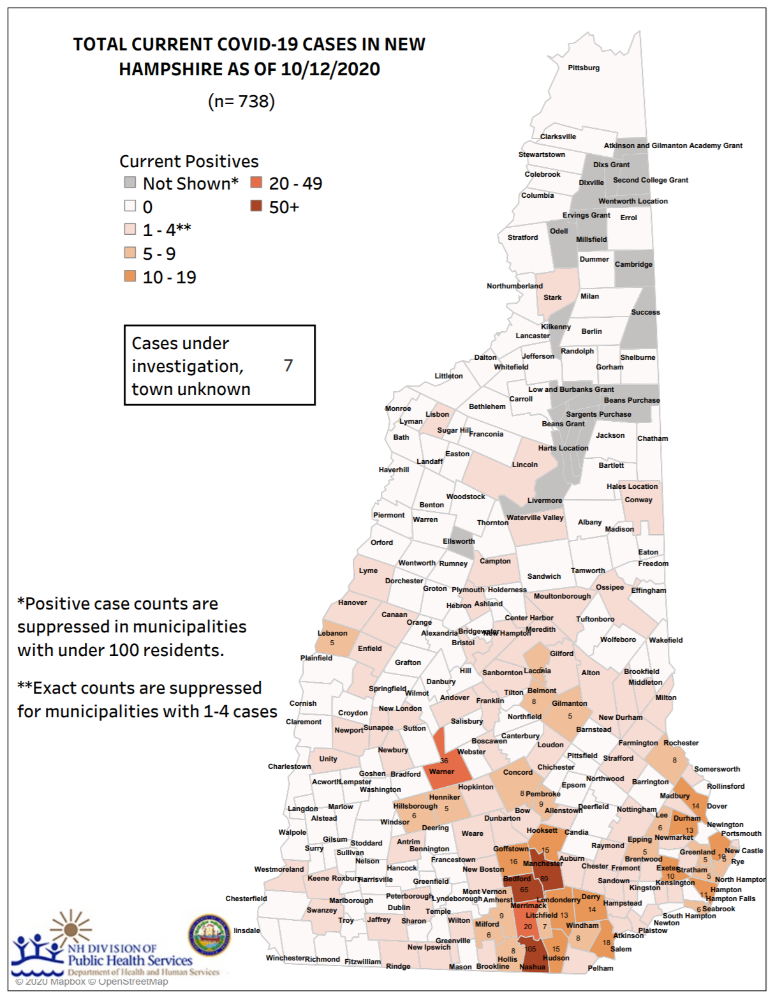 TOTAL CURRENT COVID-19 CASES IN NEW
HAMPSHIRE AS OF 10/12/2020
(n= 738)
Current Positives
Not Shown*
20 - 49
0
50+
1 - 4**
5 - 9
10 - 19
Cases under
investigation, 7
town unknown
*Positive case counts are
suppressed in municipalities
with under 100 residents.
**Exact counts are suppressed
for municipalities with 1-4 cases
Pittsburg
Clarksville
Atkinson and Gilmanton Academy Grant
Stewartstown
Dixs Grant
Colebrook
Second College Grant
Dixville
Columbia
Wentworth Location
Ervings Grant
Errol
Odell
Stratford
Millsfield
Dummer
Cambridge
Northumberland
Stark
Milan
Success
Kilkenny
Berlin
Lancaster
Randolph
Dalton
Jefferson
Shelburne
Whitefield
Gorham
Littleton
Low and Burbanks Grant
Carroll
Beans Purchase
Monroe
Bethlehem
Lisbon
Sargents Purchase
Lyman
Beans Grant
Sugar Hill
Franconia
Jackson
Bath
Chatham
Harts Location
Easton
Landaff
Lincoln
Bartlett
Haverhill
Hales Location
Woodstock
Livermore
Conway
Benton
Piermont
Warren
Waterville Valley
Thornton
Albany
Madison
Orford
Ellsworth
Eaton
Wentworth
Rumney
Campton
Freedom
Lyme
Tamworth
Sandwich
Dorchester
Groton
Plymouth
Holderness
Ossipee
Effingham
Moultonborough
Hanover
Hebron
Ashland
Canaan
Orange
Center Harbor
Tuftonboro
Lebanon
5
Alexandria
Bridgewater
New Hampton
Meredith
Bristol
Wolfeboro
Wakefield
Enfield
Plainfield
Gilford
Grafton
Hill
Sanbornton
Laconia
5
Alton
Brookfield
Danbury
Middleton
Springfield
Wilmot
Tilton
Belmont
8
Andover
Franklin
Milton
Cornish
New London
Gilmanton
5
Croydon
Northfield
New Durham
Claremont
Salisbury
Newport
Sunapee
Sutton
Barnstead
Canterbury
Boscawen
Loudon
Farmington
Rochester
8
Newbury
Webster
Unity
Pittsfield
Strafford
Charlestown
36
Warner
Chichester
Somersworth
Goshen
Bradford
Concord
8
Acworth
Lempster
Northwood
Barrington
Washington
Hopkinton
Epsom
Rollinsford
Pembroke
9
Madbury
Henniker
5
Langdon
Marlow
Hillsborough
6
Bow
Allenstown
Deerfield
Nottingham
14
Dover
Alstead
Windsor
Dunbarton
Lee
6
Durham
13
Deering
Newington
Walpole
Weare
Hooksett
15
Candia
Portsmouth
19
Gilsum
Stoddard
Antrim
Epping
5
Newmarket
Surry
Sullivan
Bennington
Goffstown
16
Raymond
Greenland
5
New Castle
Nelson
Francestown
Manchester
89
Auburn
Brentwood
5
Rye
Westmoreland
Hancock
New Boston
Chester
Fremont
Exeter
10
Stratham
5
Keene
Roxbury
Harrisville
Greenfield
Bedford
65
Sandown
Kensington
North Hampton
Kingston
11
Hampton
Chesterfield
Peterborough
Mont Vernon
Marlborough
Lyndeborough
Amherst
9
Londonderry
13
Derry
14
Hampstead
Hampton Falls
Dublin
Merrimack
20
6
Seabrook
Swanzey
Temple
Litchfield
7
South Hampton
Troy
Jaffrey
Sharon
Wilton
Milford
6
Newton
Windham
8
Plaistow
linsdale
Atkinson
Greenville
New Ipswich
18
Salem
8
Hollis
105
Nashua
15
Hudson
Winchester
Richmond
Fitzwilliam
Rindge
Mason
Brookline
Pelham
NH DIVISION OF
Public Health Services
Department of Health and Human Services
© 2020 Mapbox © OpenStreetMap